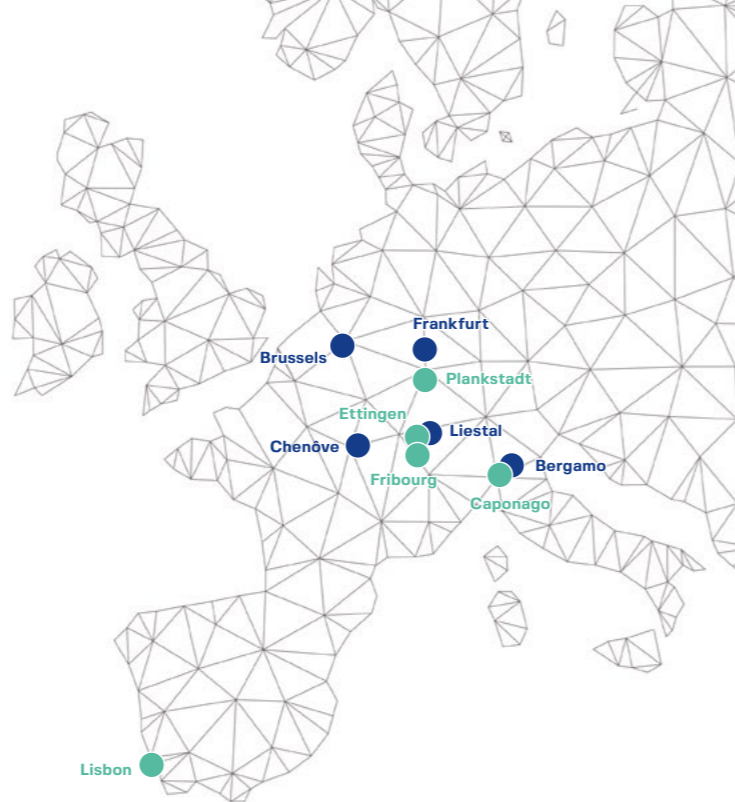 Frankfurt
Brussels
Plankstadt
Ettingen
Liestal
Chenôve
Bergamo
Fribourg
Caponago
Lisbon